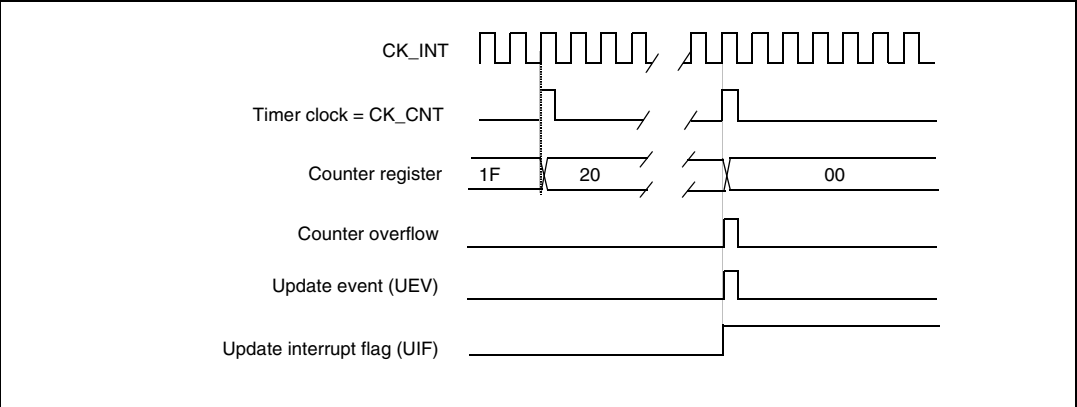 CK_INT
Timer clock = CK_CNT
Counter register 1F 20 00
Counter overflow
Update event (UEV)
Update interrupt flag (UIF)